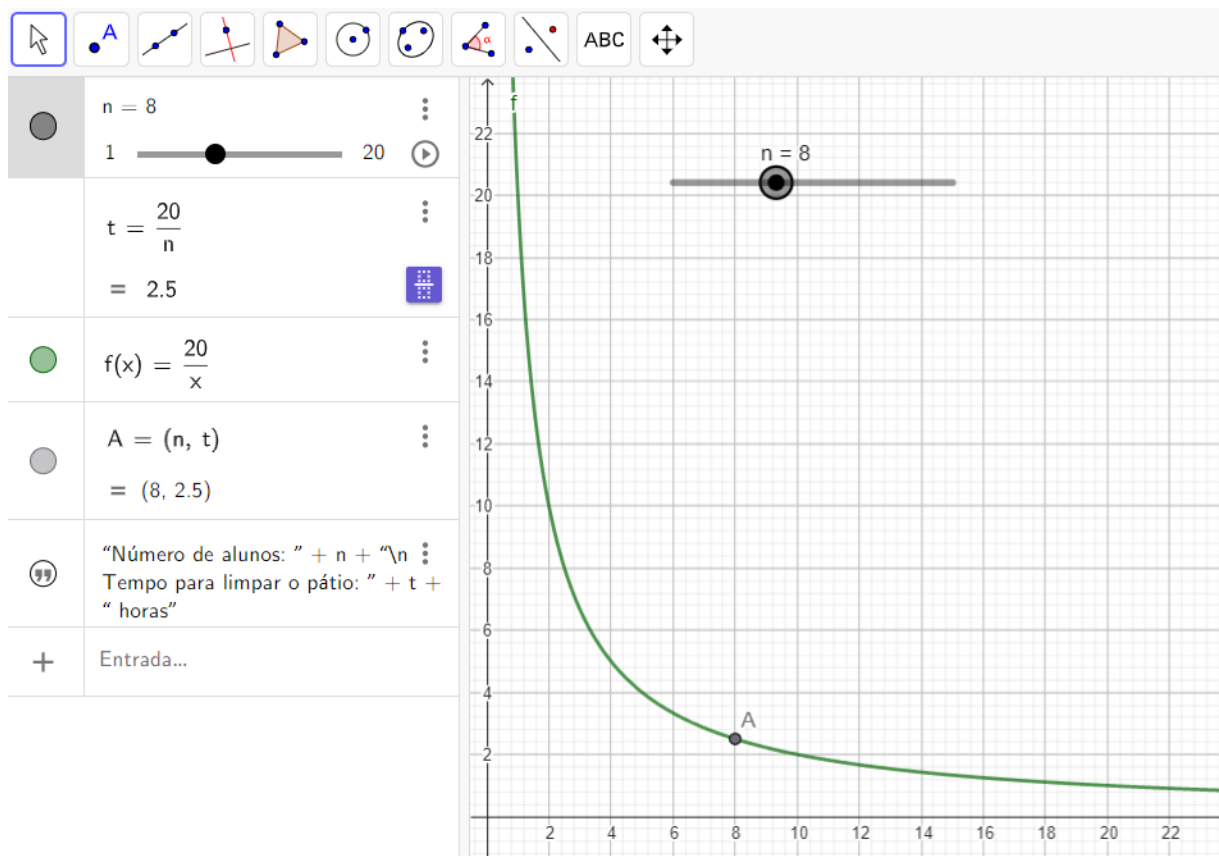 A
α
ABC
n = 8
1
20
t = 20/n
= 2.5
f(x) = 20/x
A = (n, t)
= (8, 2.5)
“Número de alunos: ” + n + “\n
Tempo para limpar o pátio: ” + t +
“ horas”
+ Entrada...
f
n = 8
22
20
18
16
14
12
10
8
6
4
2
A
2 4 6 8 10 12 14 16 18 20 22